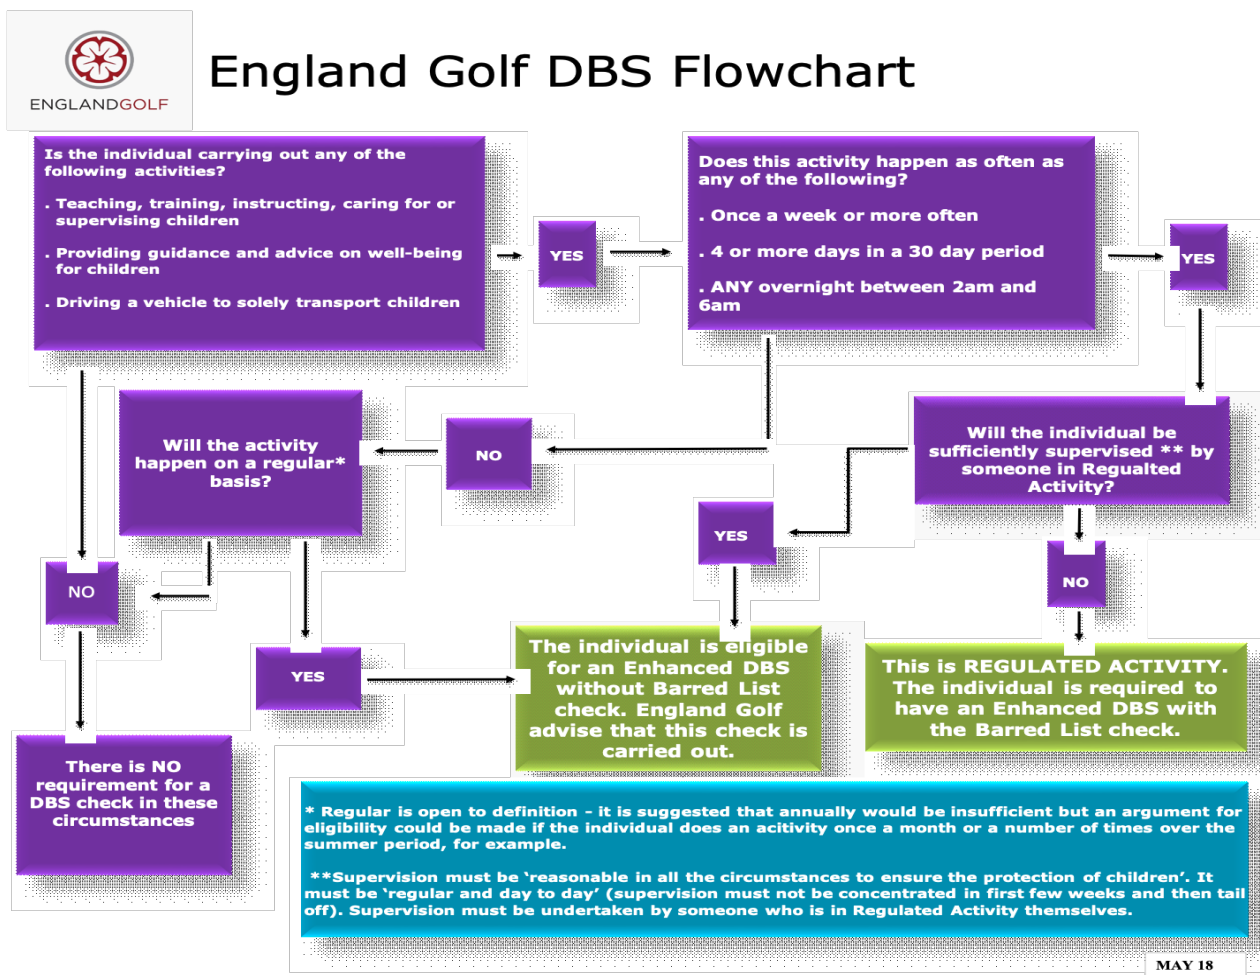 ENGLANDGOLF
England Golf DBS Flowchart
Is the individual carrying out any of the
following activities?
. Teaching, training, instructing, caring for or
supervising children
. Providing guidance and advice on well-being
for children
. Driving a vehicle to solely transport children
YES
Does this activity happen as often as
any of the following?
. Once a week or more often
. 4 or more days in a 30 day period
. ANY overnight between 2am and
6am
YES
Will the activity
happen on a regular*
basis?
NO
Will the individual be
sufficiently supervised ** by
someone in Regualted
Activity?
YES
NO
NO
YES
The individual is eligible
for an Enhanced DBS
without Barred List
check. England Golf
advise that this check is
carried out.
This is REGULATED ACTIVITY.
The individual is required to
have an Enhanced DBS with
the Barred List check.
There is NO
requirement for a
DBS check in these
circumstances
* Regular is open to definition - it is suggested that annually would be insufficient but an argument for
eligibility could be made if the individual does an acitivity once a month or a number of times over the
summer period, for example.
**Supervision must be ‘reasonable in all the circumstances to ensure the protection of children’. It
must be ‘regular and day to day’ (supervision must not be concentrated in first few weeks and then tail
off). Supervision must be undertaken by someone who is in Regulated Activity themselves.
MAY 18